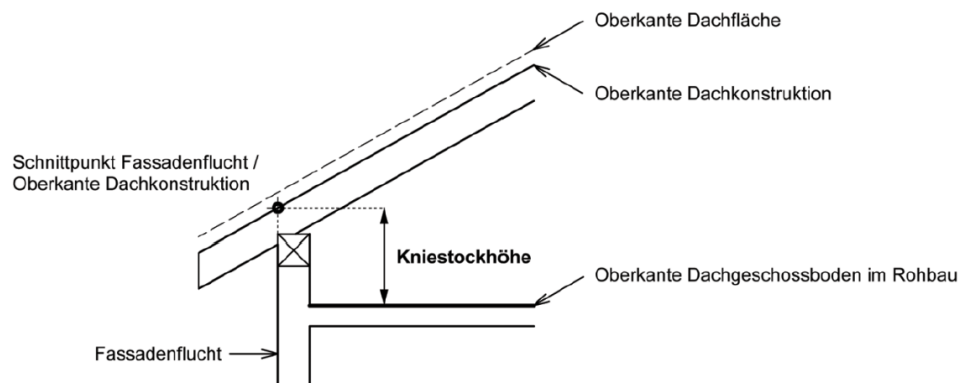 Oberkante Dachfläche
Oberkante Dachkonstruktion
Schnittpunkt Fassadenflucht /
Oberkante Dachkonstruktion
Kniestockhöhe
Oberkante Dachgeschossboden im Rohbau
Fassadenflucht